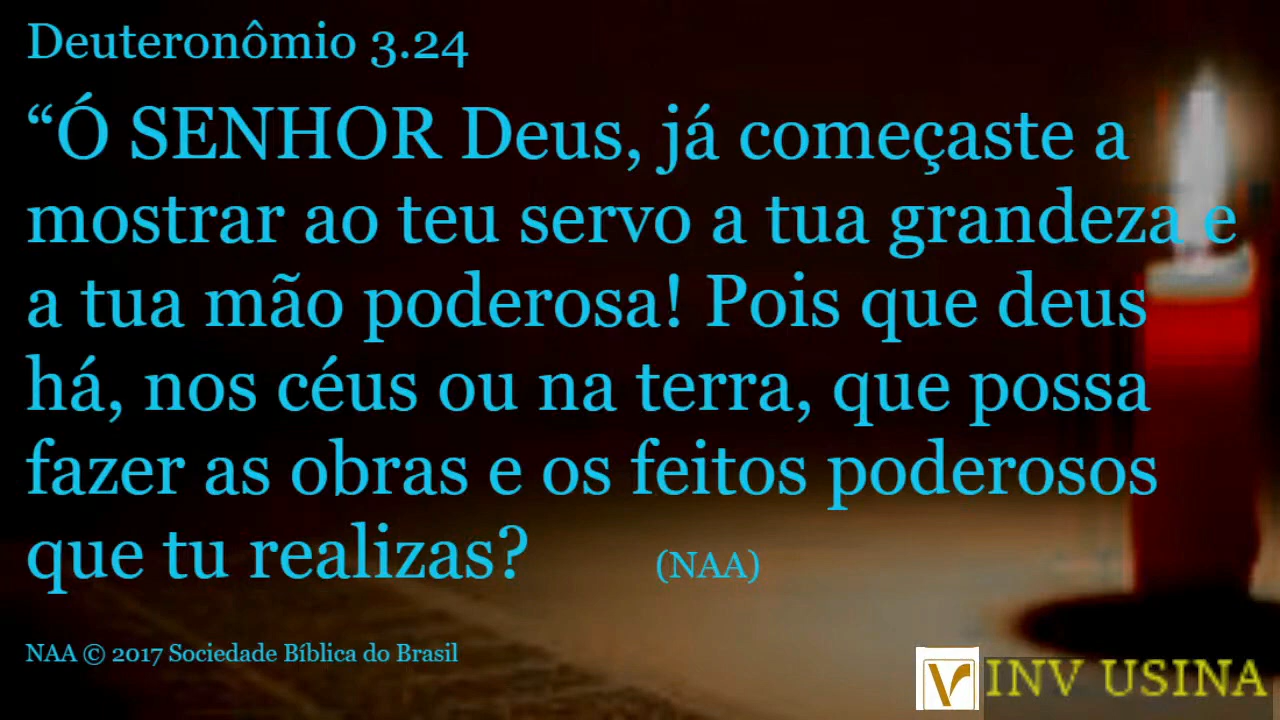 Deuteronômio 3.24
“Ó SENHOR Deus, já começaste a
mostrar ao teu servo a tua grandeza e
a tua mão poderosa! Pois que deus
há, nos céus ou na terra, que possa
fazer as obras e os feitos poderosos
que tu realizas? (NAA)
NAA © 2017 Sociedade Bíblica do Brasil
INV USINA